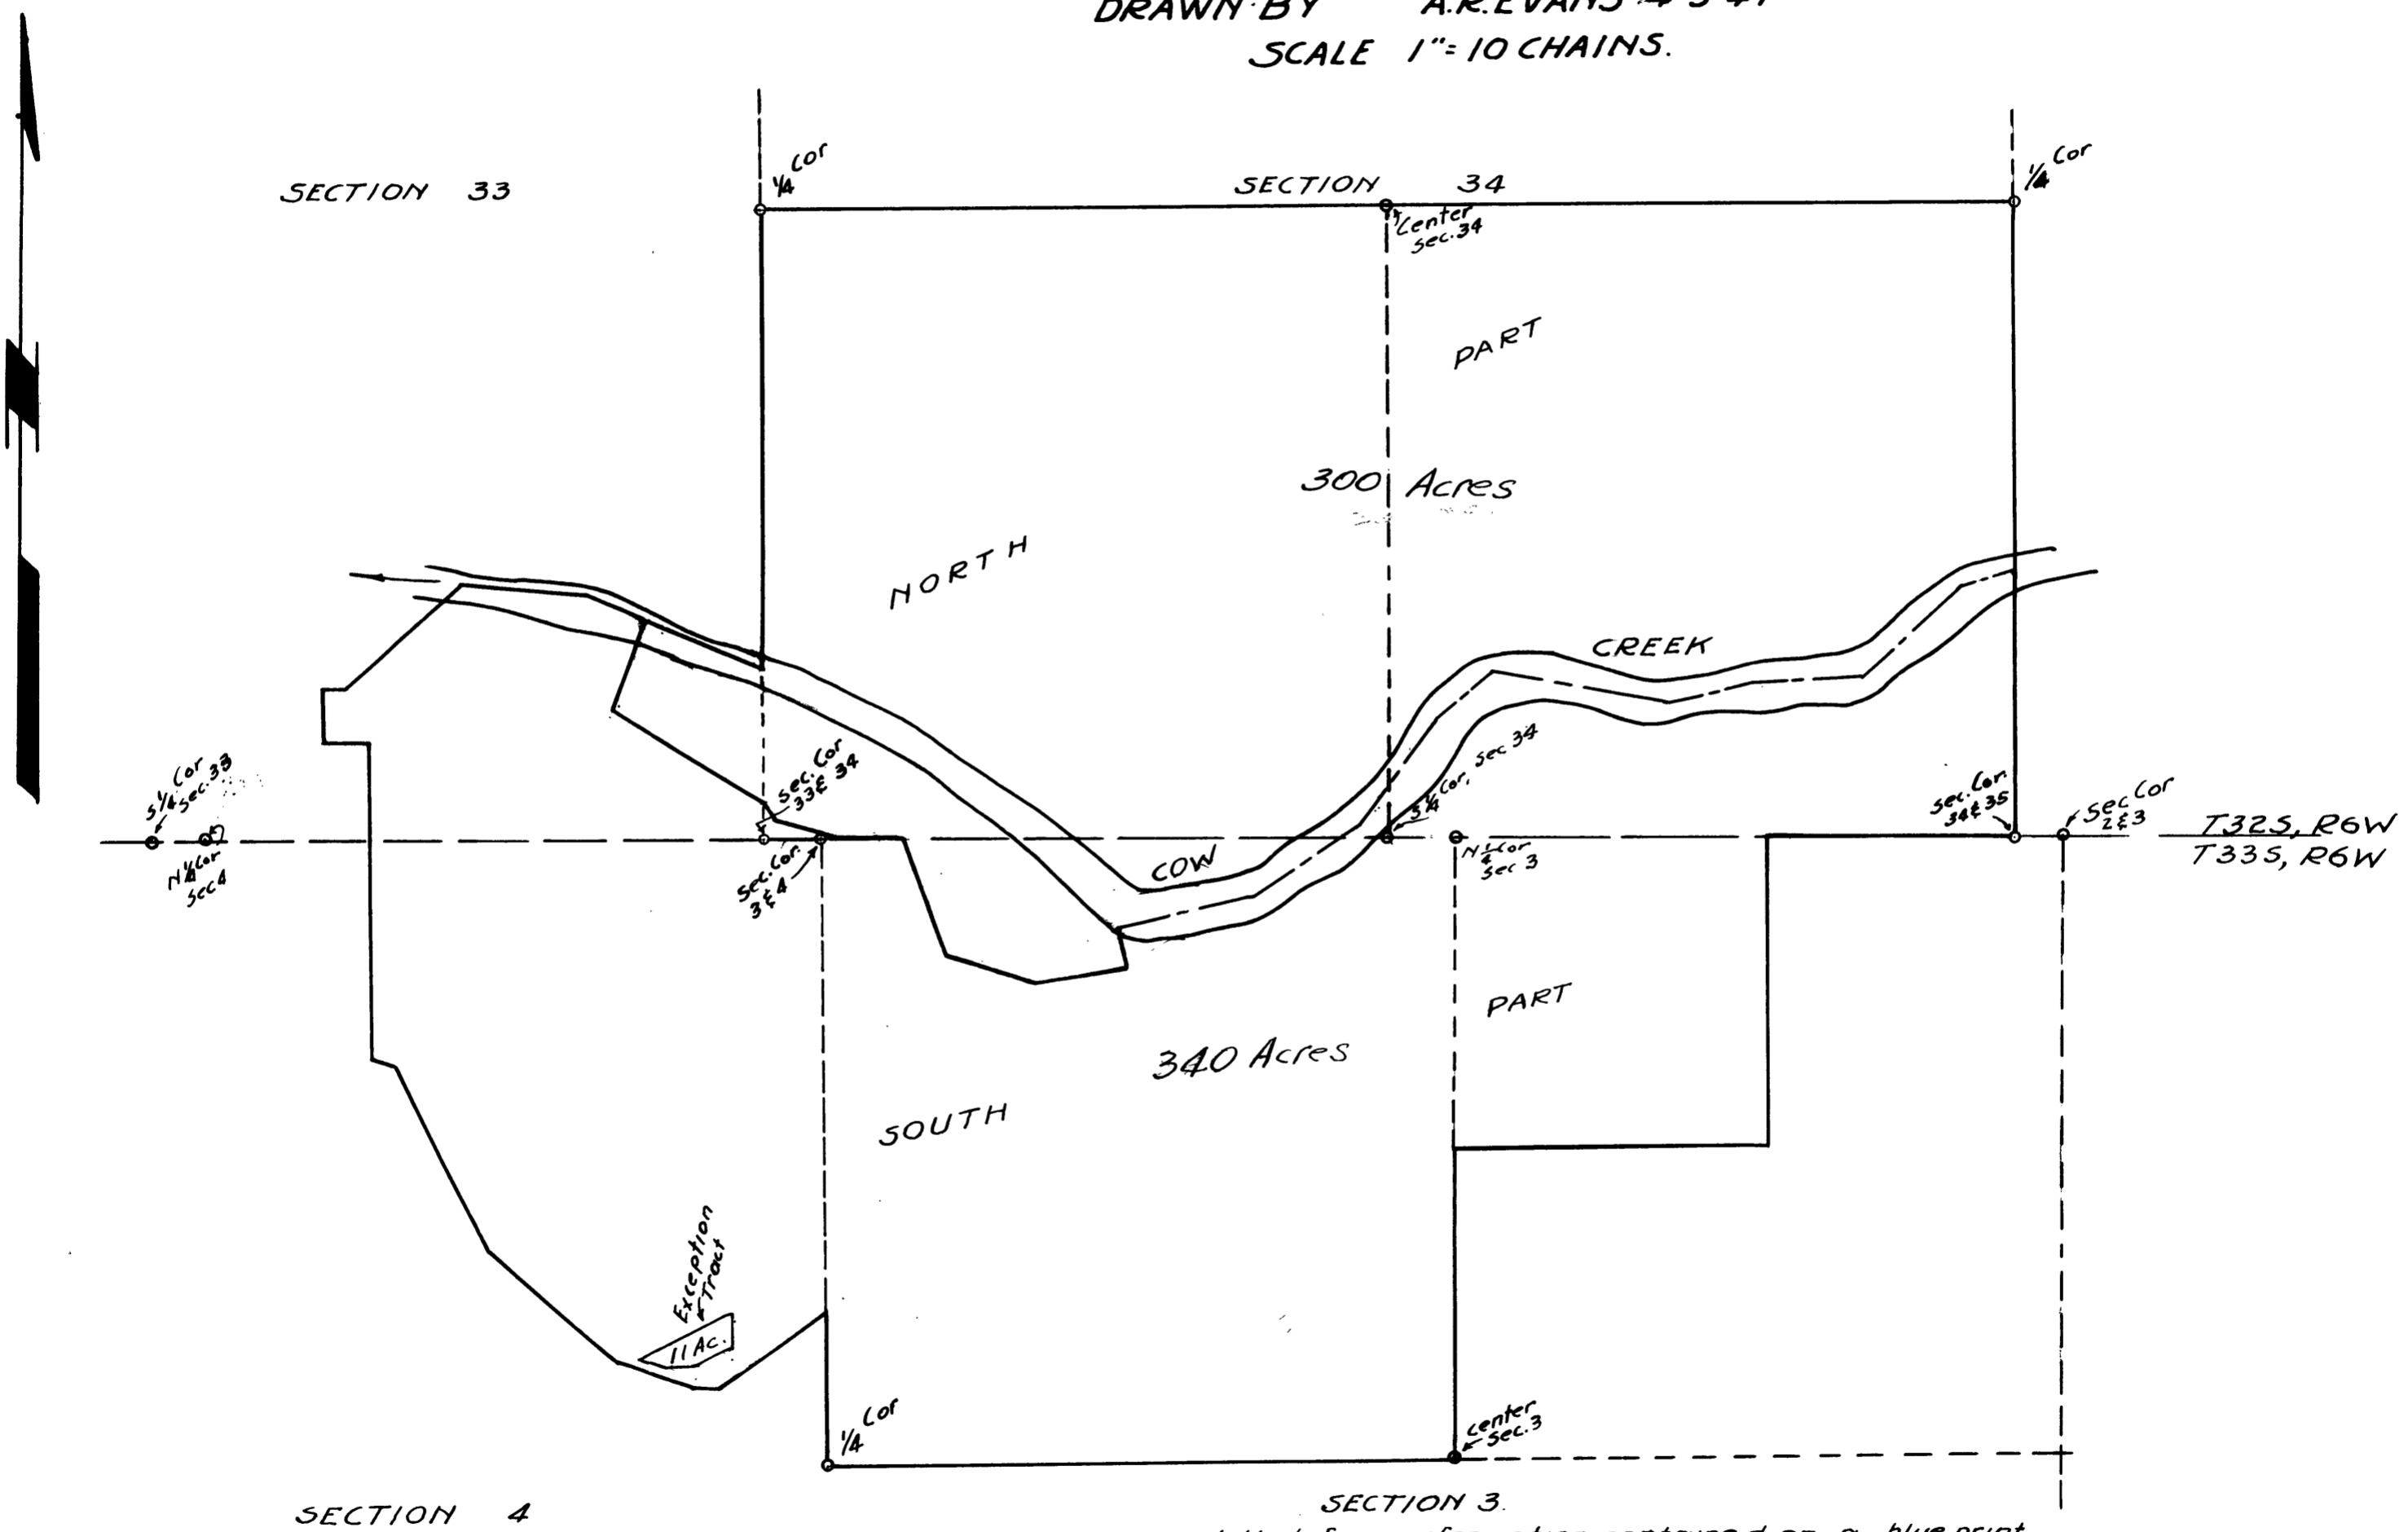 DRAWN BY A.R. EVANS
SCALE 1"= 10 CHAINS.
1/4 Cor
1/4 Cor
SECTION 33
SECTION 34
Center
Sec. 34
PART
300 Acres
NORTH
CREEK
Sec. Cor
33 & 34
S 1/4 Cor, Sec 34
S 1/4 Cor
Sec. 33
Sec. Cor.
34 & 35
Sec Cor
2 & 3
T32S, R6W
T33S, R6W
N 1/4 Cor
Sec 4
Sec. Cor.
3 & 4
COW
N 1/4 Cor
Sec 3
PART
340 Acres
SOUTH
Exception
Tract
11 Ac.
1/4 Cor
Center
Sec. 3
SECTION 4
SECTION 3.
contained on a blue print
N